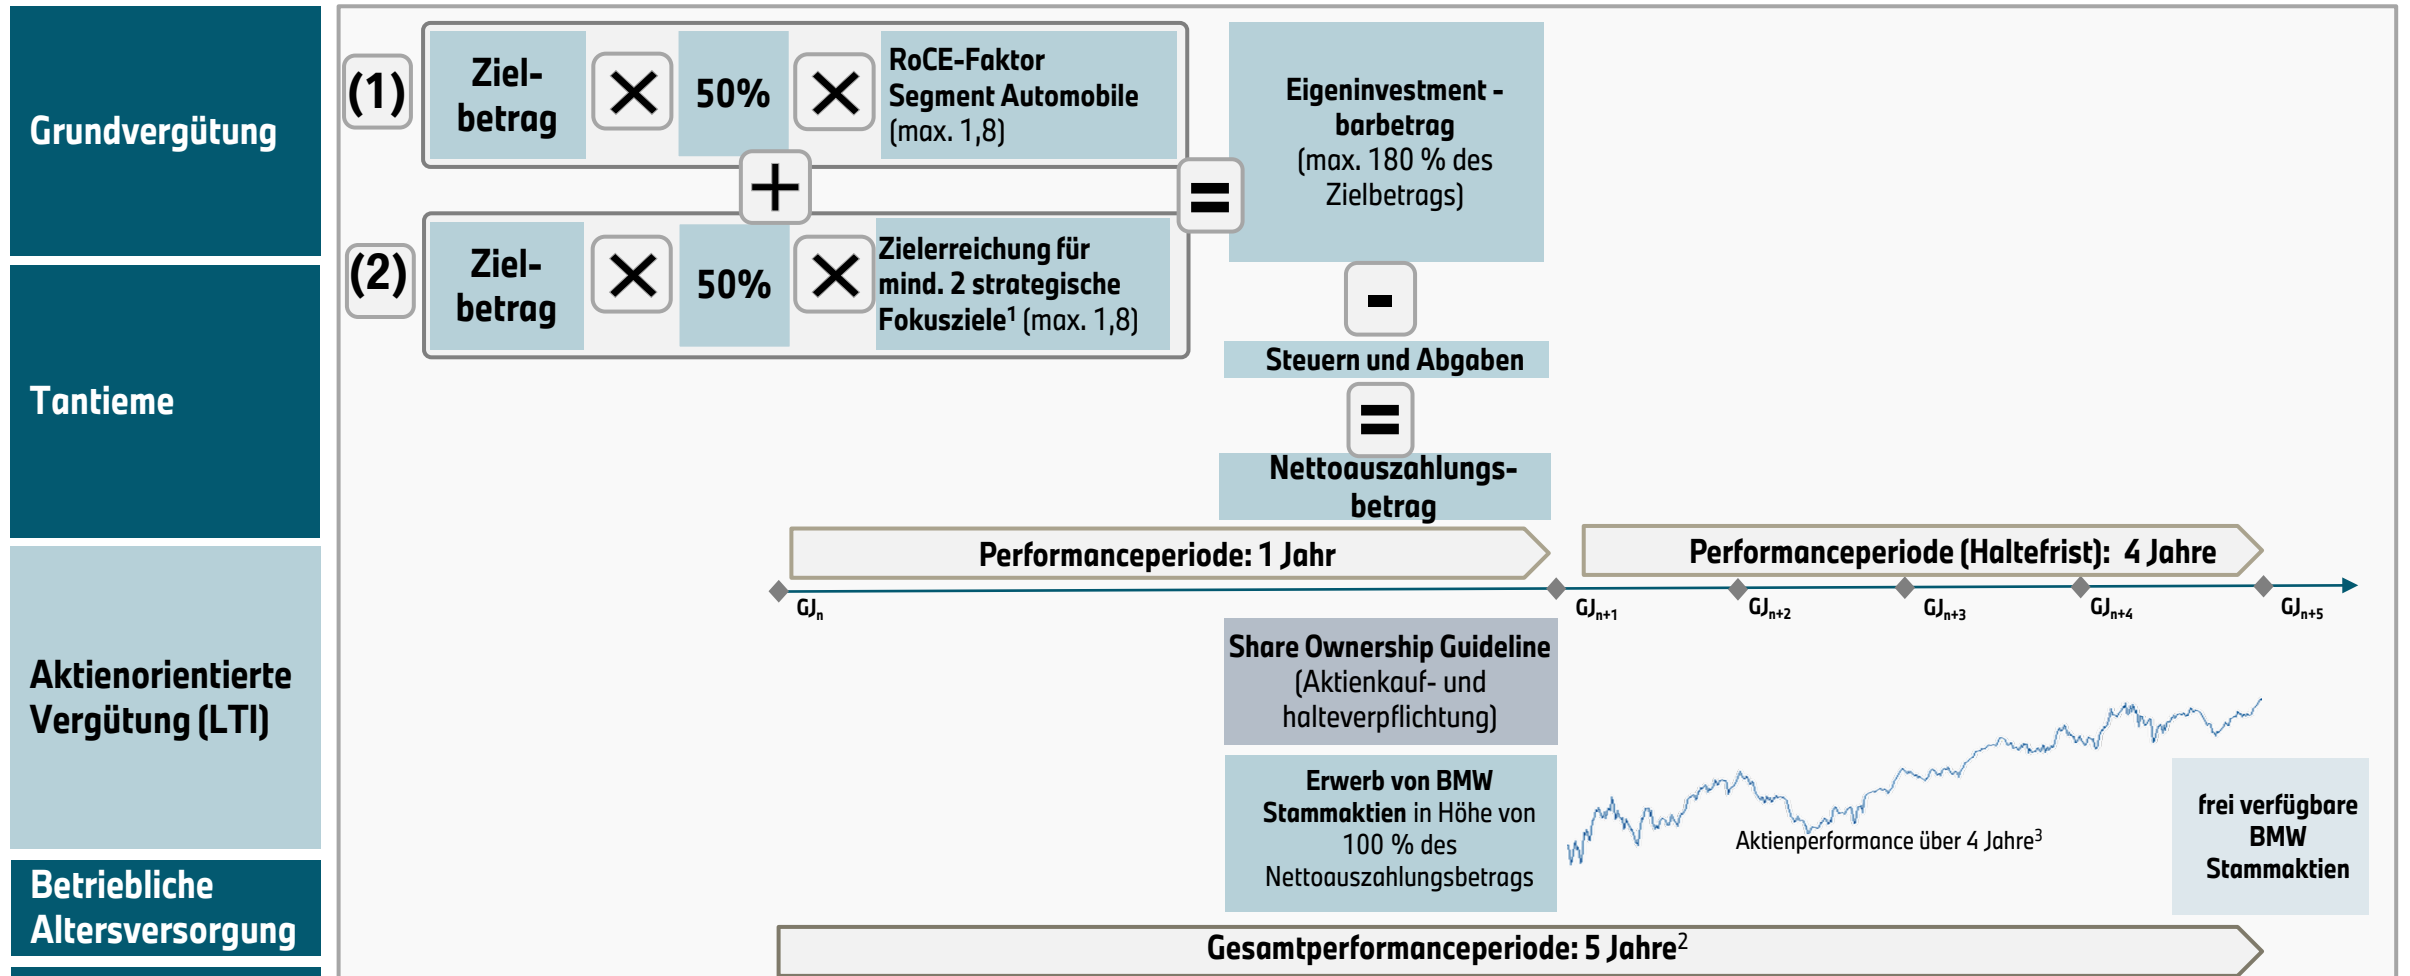 Grundvergütung
Tantieme
Aktienorientierte
Vergütung (LTI)
Betriebliche
Altersversorgung
(1)
Ziel-
betrag
×
50%
×
RoCE-Faktor
Segment Automobile
(max. 1,8)
+
(2)
Ziel-
betrag
×
50%
×
Zielerreichung für
mind. 2 strategische
Fokusziele¹ (max. 1,8)
=
Eigeninvestment -
barbetrag
(max. 180 % des
Zielbetrags)
-
Steuern und Abgaben
=
Nettoauszahlungs-
betrag
Performanceperiode: 1 Jahr
Performanceperiode (Haltefrist): 4 Jahre
GJn
GJn+1
GJn+2
GJn+3
GJn+4
GJn+5
Share Ownership Guideline
(Aktienkauf- und
halteverpflichtung)
Erwerb von BMW
Stammaktien in Höhe von
100 % des
Nettoauszahlungsbetrags
Aktienperformance über 4 Jahre³
frei verfügbare
BMW
Stammaktien
Gesamtperformanceperiode: 5 Jahre²